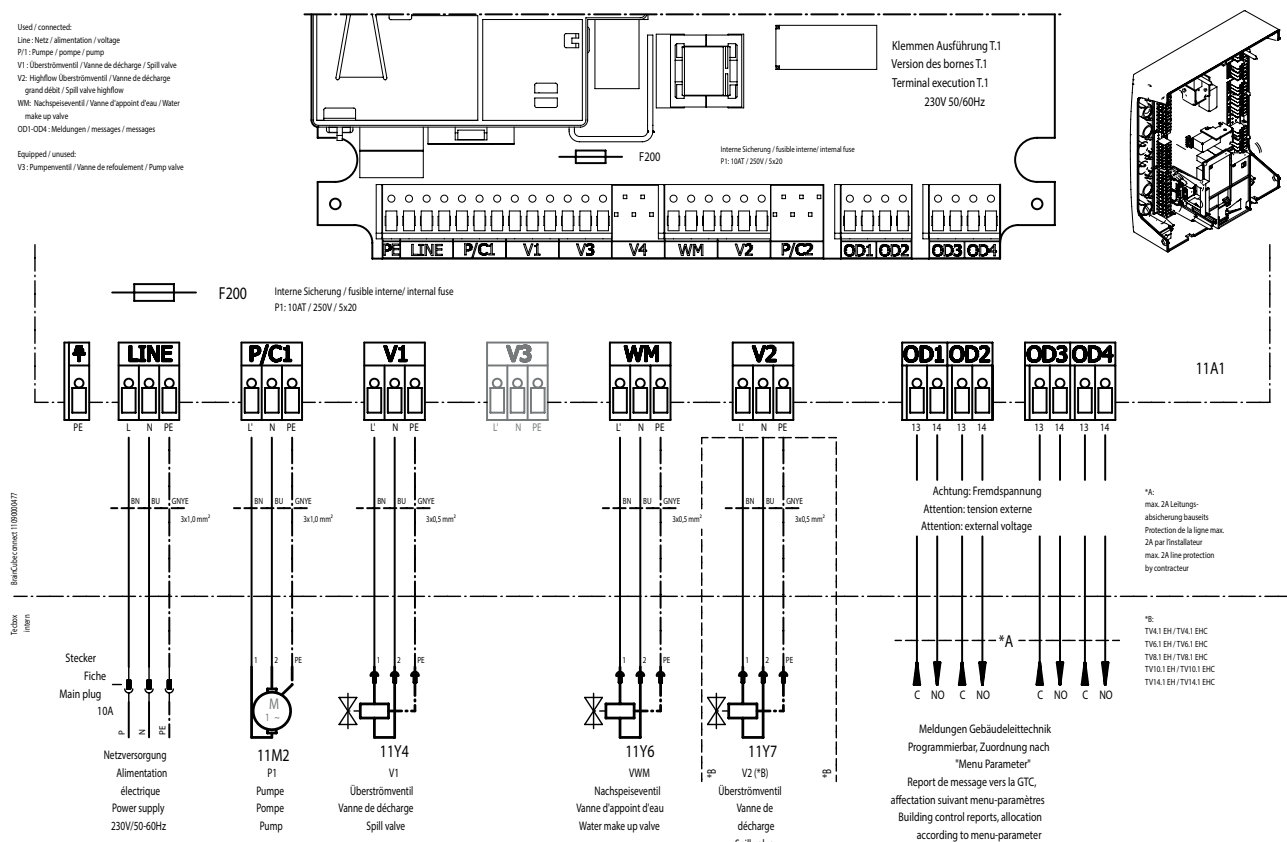 Used / connected:
Line : Netz / alimentation / voltage
P/1 : Pumpe / pompe / pump
V1 : Überströmventil / Vanne de décharge / Spill valve
V2: Highflow Überströmventil / Vanne de décharge
grand débit / Spill valve highflow
WM: Nachspeiseventil / Vanne d'appoint d'eau / Water
make up valve
OD1-OD4 : Meldungen / messages / messages
Equipped / unused:
V3 : Pumpenventil / Vanne de refoulement / Pump valve
Klemmen Ausführung T.1
Version des bornes T.1
Terminal execution T.1
230V 50/60Hz
F200
Interne Sicherung / fusible interne/ internal fuse
P1: 10AT / 250V / 5x20
PE LINE P/C1 V1 V3 V4 WM V2 P/C2 OD1 OD2 OD3 OD4
F200
Interne Sicherung / fusible interne/ internal fuse
P1: 10AT / 250V / 5x20
LINE P/C1 V1 V3 WM V2 OD1 OD2 OD3 OD4
11A1
PE L N PE L' N PE L' N PE L' N PE L' N PE L' N PE 13 14 13 14 13 14 13 14
BN BU GNYE BN BU GNYE BN BU GNYE BN BU GNYE BN BU GNYE
3x1,0 mm² 3x1,0 mm² 3x0,5 mm² 3x0,5 mm² 3x0,5 mm²
Achtung: Fremdspannung
Attention: tension externe
Attention: external voltage
*A:
max. 2A Leitungs-
absicherung bauseits
Protection de la ligne max.
2A par l'installateur
max. 2A line protection
by contracteur
BrainCube connect 11090000477
Tecbox
intern
*B:
TV4.1 EH / TV4.1 EHC
TV6.1 EH / TV6.1 EHC
TV8.1 EH / TV8.1 EHC
TV10.1 EH / TV10.1 EHC
TV14.1 EH / TV14.1 EHC
*A
Stecker
Fiche
Main plug
10A
1 2 PE 1 2 PE 1 2 PE 1 2 PE
M
1 ~
P N PE
C NO C NO C NO C NO
Netzversorgung
Alimentation
électrique
Power supply
230V/50-60Hz
11M2
P1
Pumpe
Pompe
Pump
11Y4
V1
Überströmventil
Vanne de décharge
Spill valve
11Y6
VWM
Nachspeiseventil
Vanne d'appoint d'eau
Water make up valve
*B
11Y7
V2 (*B)
Überströmventil
Vanne de
décharge
*B
Meldungen Gebäudeleittechnik
Programmierbar, Zuordnung nach
"Menu Parameter"
Report de message vers la GTC,
affectation suivant menu-paramètres
Building control reports, allocation
according to menu-parameter